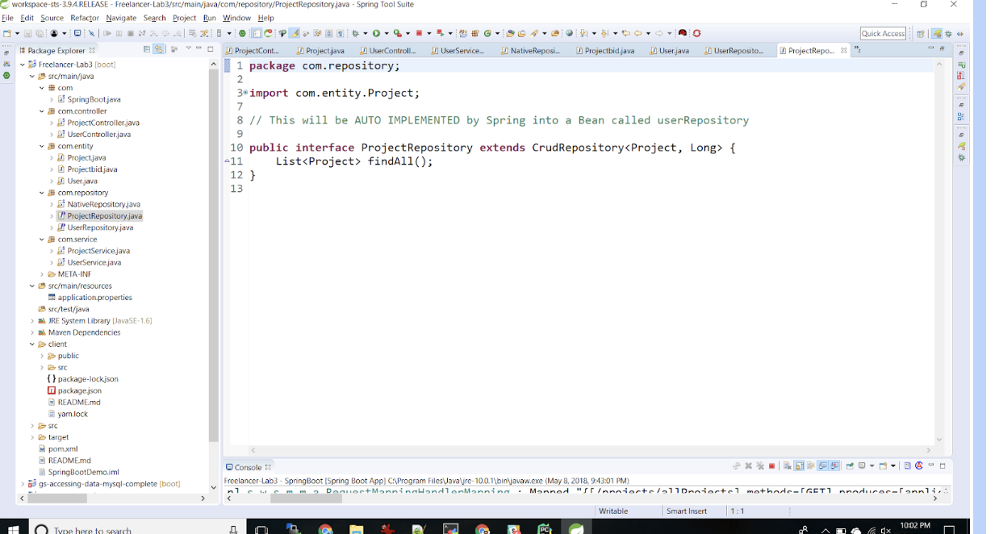 workspace-sts-3.9.4.RELEASE - Freelancer-Lab3/src/main/java/com/repository/ProjectRepository.java - Spring Tool Suite
File Edit Source Refactor Navigate Search Project Run Window Help
Quick Access
Package Explorer
ProjectCont... Project.java UserControll... UserService... NativeReposi... Projectbid.java User.java UserReposito... ProjectRepo... »2
Freelancer-Lab3 [boot]
src/main/java
com
SpringBoot.java
com.controller
ProjectController.java
UserController.java
com.entity
Project.java
Projectbid.java
User.java
com.repository
NativeRepository.java
ProjectRepository.java
UserRepository.java
com.service
ProjectService.java
UserService.java
META-INF
src/main/resources
application.properties
src/test/java
JRE System Library [JavaSE-1.6]
Maven Dependencies
client
public
src
package-lock.json
package.json
README.md
yarn.lock
src
target
pom.xml
README.md
SpringBootDemo.iml
gs-accessing-data-mysql-complete [boot]
1 package com.repository;
2
3 import com.entity.Project;
7
8 // This will be AUTO IMPLEMENTED by Spring into a Bean called userRepository
9
10 public interface ProjectRepository extends CrudRepository<Project, Long> {
11 List<Project> findAll();
12 }
13
Console
Freelancer-Lab3 - SpringBoot [Spring Boot App] C:\Program Files\Java\jre-10.0.1\bin\javaw.exe (May 8, 2018, 9:43:01 PM)
n] s.w.s.m.m.a.RequestMappingHandlerMapping : Mapped "{[/projects/allProjects],methods=[GET],produces=[appli
Writable Smart Insert 1 : 1
Type here to search
10:02 PM